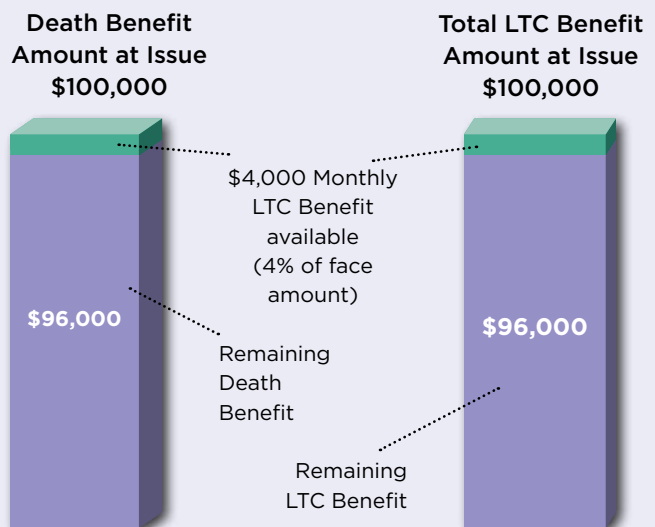 Death Benefit
Amount at Issue
$100,000
Total LTC Benefit
Amount at Issue
$100,000
$4,000 Monthly
LTC Benefit
available
(4% of face
amount)
$96,000
$96,000
Remaining
Death
Benefit
Remaining
LTC Benefit